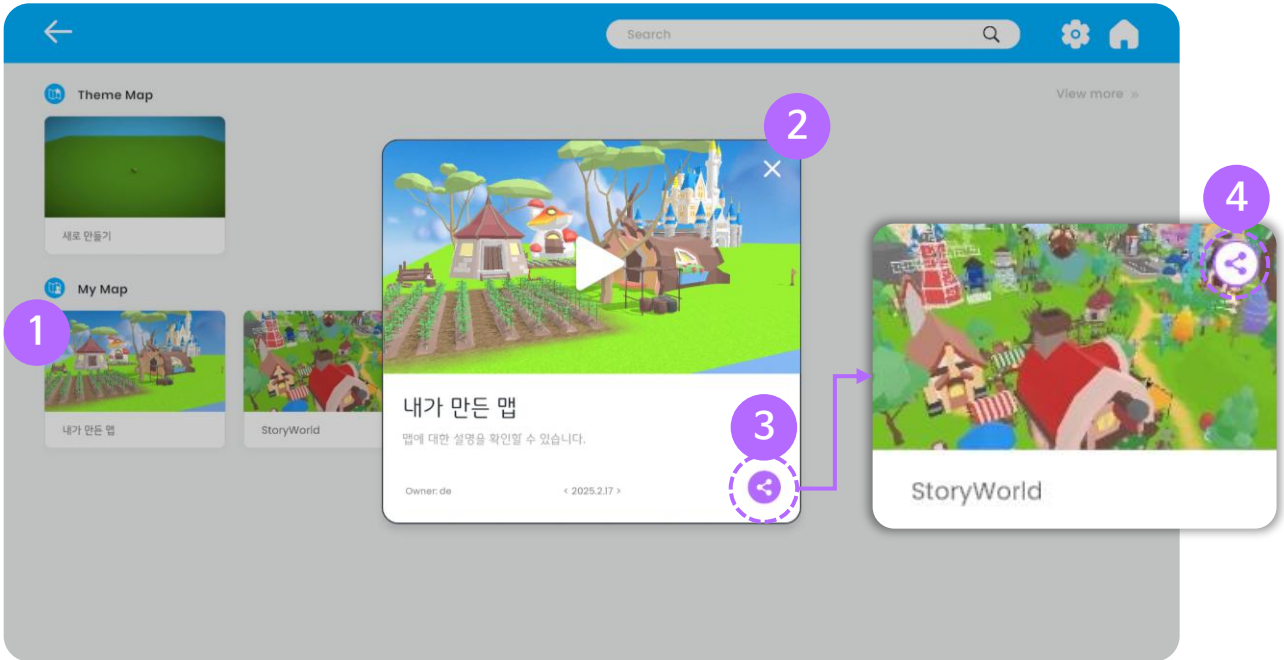 Search
Theme Map
View more »
새로 만들기
My Map
1
내가 만든 맵
StoryWorld
2
내가 만든 맵
맵에 대한 설명을 확인할 수 있습니다.
3
Owner: de
< 2025.2.17 >
4
StoryWorld